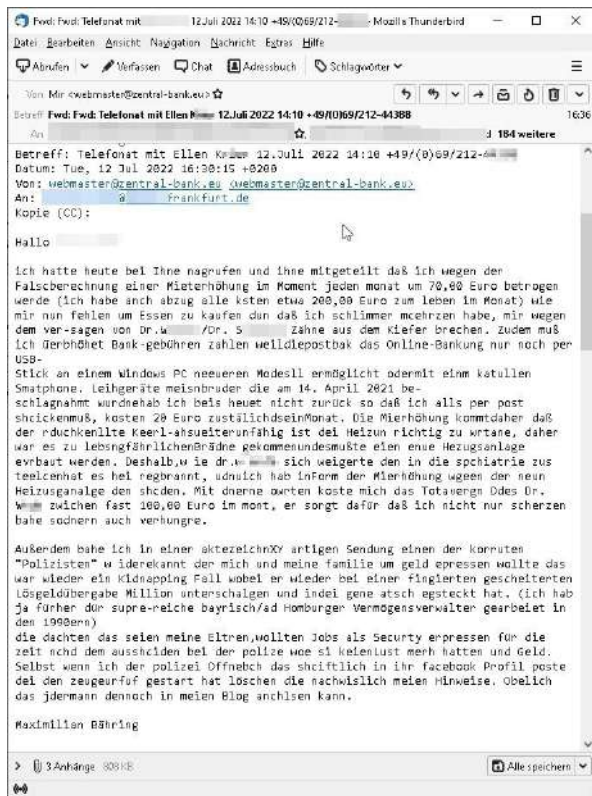 Fwd: Fwd: Telefonat mit 12.Juli 2022 14:10 +49/(0)69/212- - Mozilla Thunderbird
Datei Bearbeiten Ansicht Navigation Nachricht Extras Hilfe
Abrufen Verfassen Chat Adressbuch Schlagwörter
Von Mir <webmaster@zentral-bank.eu>
Betreff Fwd: Fwd: Telefonat mit Ellen 12.Juli 2022 14:10 +49/(0)69/212-44388 16:36
An 184 weitere
Betreff: Telefonat mit Ellen 12.Juli 2022 14:10 +49/(0)69/212-
Datum: Tue, 12 Jul 2022 16:30:15 +0200
Von: webmaster@zentral-bank.eu <webmaster@zentral-bank.eu>
An: @ frankfurt.de
Kopie (CC):
Hallo
ich hatte heute bei Ihne nagrufen und ihne mitgeteilt daß ich wegen der
Falscberechnung einer Mieterhöhung im Moment jeden monat um 70,00 Euro betrogen
werde (ich habe anch abzug alle ksten etwa 200,00 Euro zum leben im Monat) wie
mir nun fehlen um Essen zu kaufen dun daß ich schlimmer mcehrzen habe, mir wegen
dem ver-sagen von Dr.W /Dr. S Zähne aus dem Kiefer brechen. Zudem muß
ich Üerbhöhet Bank-gebühren zahlen weildiepostbak das Online-Bankung nur noch per
USB-
Stick an einem Windows PC neeueren Modesll ermöglicht odermit einm katullen
Smatphone. Leihgeräte meisnbruder die am 14. April 2021 be-
schlagnahmt wurdnehab ich beis heuet nicht zurück so daß ich alls per post
shcickenmuß, kosten 20 Euro zustälichdseinMonat. Die Mierhöhung kommtdaher daß
der rduchkenllte Keerl-ahsueiterunfähig ist dei Heizun richtig zu wrtane, daher
war es zu lebsngfährlichenBrädne gekommenundesmußte eien enue Hezugsanlage
evrbaut werden. Deshalb,w ie dr. sich weigerte den in die spchiatrie zus
teelcenhat es hei regbrannt, udnuich hab inForm der Mierhöhung wgeen der neun
Heizusganalge den shcden. Mit dnerne owrten koste mich das Totavergn Ddes Dr.
zwichen fast 100,00 Euro im mont, er sorgt dafür daß ich nicht nur scherzen
bahe sodnern auch verhungre.
Außerdem bahe ich in einer aktezeichnXY artigen Sendung einen der korruten
"Polizisten" w iderekannt der mich und meine familie um geld epressen wollte das
war wieder ein Kidnapping Fall wobei er wieder bei einer fingierten gescheiterten
Lösgeldübergabe Million unterschalgen und indei gene atsch egsteckt hat. (ich hab
ja fürher dür supre-reiche bayrisch/ad Homburger Vermögensverwalter gearbeiet in
den 1990ern)
die dachten das seien meine Eltren,wollten Jobs als Securty erpressen für die
zeit nchd dem aussheiden bei der polize woe si keienLust merh hatten und Geld.
Selbst wenn ich der polizei Offnebch das shciftlich in ihr facebook Profil poste
dei den zeugeurfuf gestart hat löschen die nachwislich meien Hinweise. Obelich
das jdermann dennoch in meien Blog anchlsen kann.
Maximilian Bähring
3 Anhänge 808 KB Alle speichern